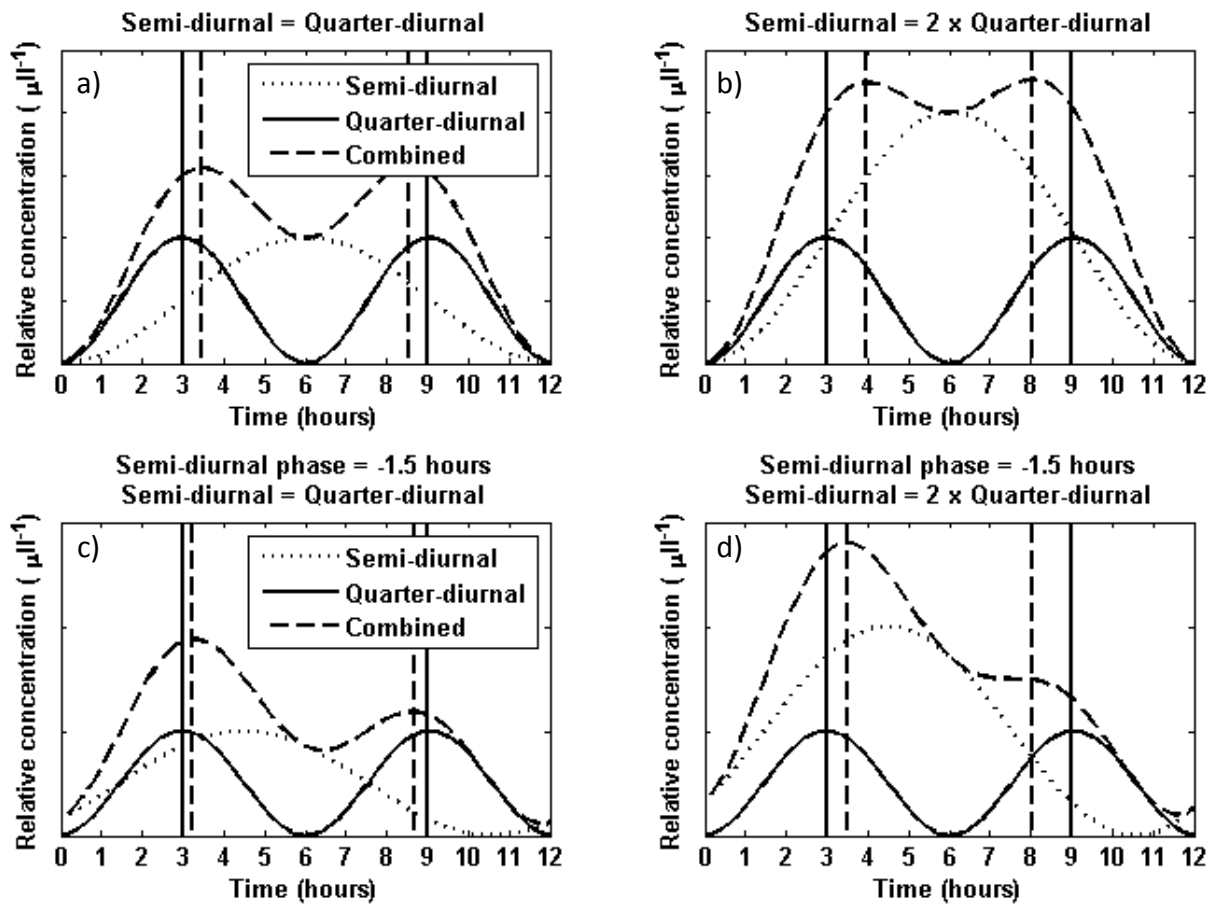 Semi-diurnal = Quarter-diurnal
a)
Semi-diurnal
Quarter-diurnal
Combined
Relative concentration ( µll-1)
0 1 2 3 4 5 6 7 8 9 10 11 12
Time (hours)
Semi-diurnal = 2 x Quarter-diurnal
b)
Relative concentration ( µll-1)
0 1 2 3 4 5 6 7 8 9 10 11 12
Time (hours)
Semi-diurnal phase = -1.5 hours
Semi-diurnal = Quarter-diurnal
c)
Semi-diurnal
Quarter-diurnal
Combined
Relative concentration ( µll-1)
0 1 2 3 4 5 6 7 8 9 10 11 12
Time (hours)
Semi-diurnal phase = -1.5 hours
Semi-diurnal = 2 x Quarter-diurnal
d)
Relative concentration ( µll-1)
0 1 2 3 4 5 6 7 8 9 10 11 12
Time (hours)